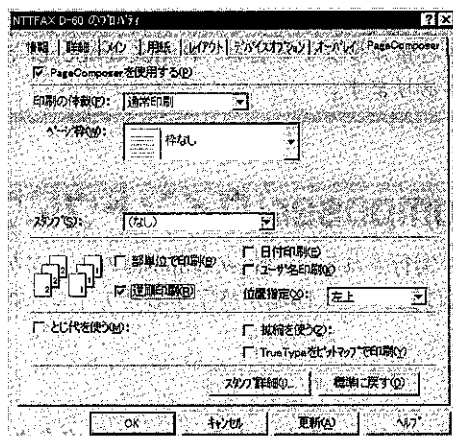 NTTFAX D-60 のプロパティ
情報 詳細 メイン 用紙 レイアウト デバイスオプション オーバーレイ PageComposer
PageComposerを使用する(P)
印刷の体裁(P): 通常印刷
ページ枠(W): 枠なし
スタンプ(S): (なし)
部単位で印刷(B)
逆順印刷(R)
日付印刷(E)
ユーザ名印刷(K)
位置指定(X): 左上
とじ代を使う(M):
拡縮を使う(Z):
TrueTypeをビットマップで印刷(Y)
スタンプ詳細(I)... 標準に戻す(O)
OK キャンセル 更新(A) ヘルプ